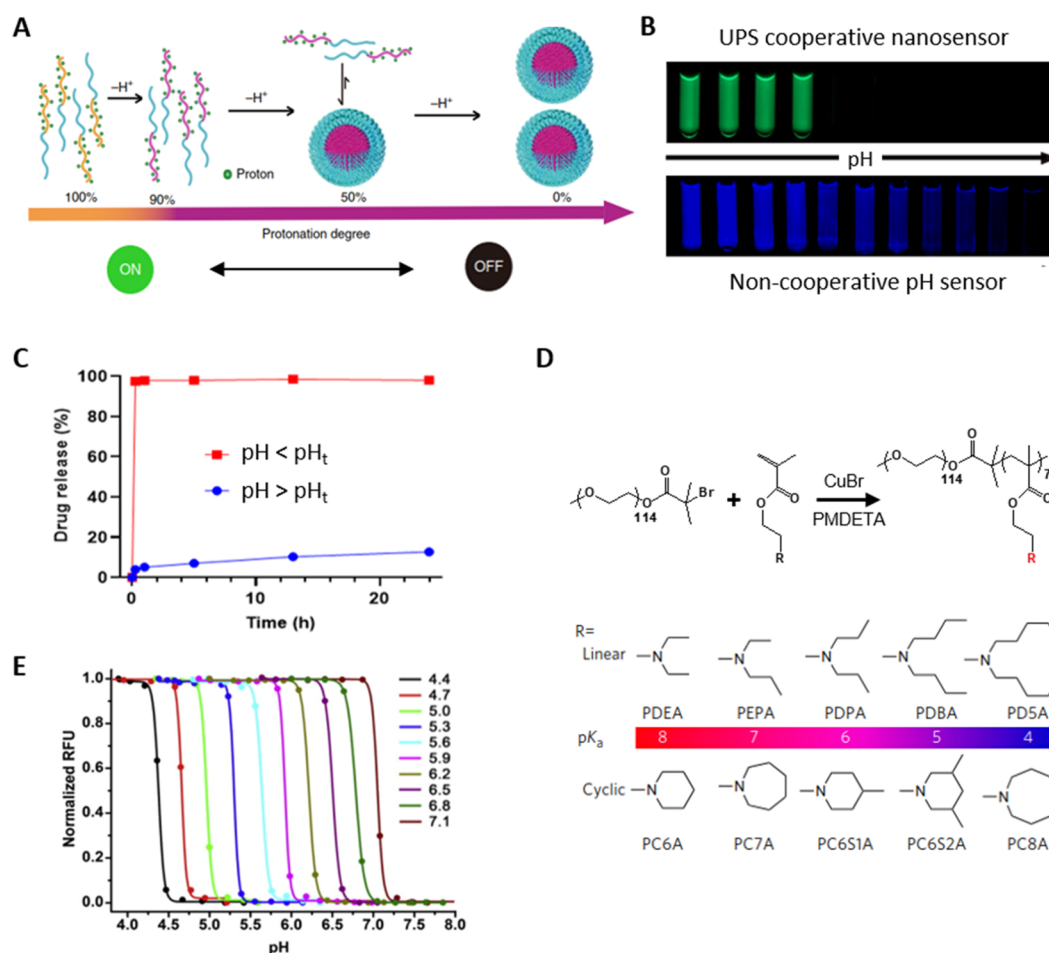 A
–H⁺
–H⁺
–H⁺
Proton
100%
90%
50%
0%
Protonation degree
ON
OFF
B
UPS cooperative nanosensor
pH
Non-cooperative pH sensor
C
Drug release (%)
100
80
60
40
20
0
pH < pHt
pH > pHt
0
10
20
Time (h)
D
O
O
114
O
Br
+
O
O
R
CuBr
PMDETA
O
O
114
O
7
O
O
R
R=
Linear
N
N
N
N
N
PDEA
PEPA
PDPA
PDBA
PD5A
pKa
8
7
6
5
4
Cyclic
N
N
N
N
N
PC6A
PC7A
PC6S1A
PC6S2A
PC8A
E
Normalized RFU
1.0
0.8
0.6
0.4
0.2
0.0
4.4
4.7
5.0
5.3
5.6
5.9
6.2
6.5
6.8
7.1
4.0
4.5
5.0
5.5
6.0
6.5
7.0
7.5
8.0
pH